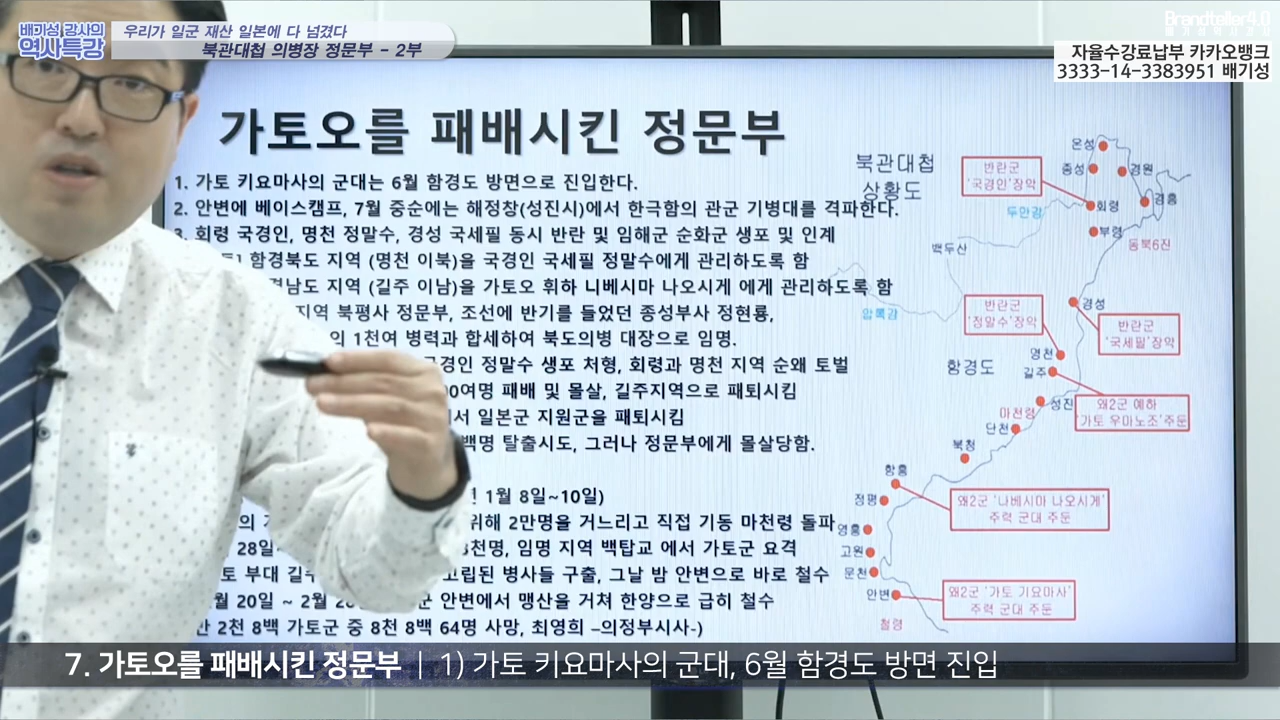 배기성 강사의
역사특강
우리가 일군 재산 일본에 다 넘겼다
북관대첩 의병장 정문부 - 2부
Brandteller4.0
배기성역사강사
자율수강료납부 카카오뱅크
3333-14-3383951 배기성
가토오를 패배시킨 정문부
1. 가토 키요마사의 군대는 6월 함경도 방면으로 진입한다.
2. 안변에 베이스캠프, 7월 중순에는 해정창(성진시)에서 한극함의 관군 기병대를 격파한다.
3. 회령 국경인, 명천 정말수, 경성 국세필 동시 반란 및 임해군 순화군 생포 및 인계
함경북도 지역 (명천 이북)을 국경인 국세필 정말수에게 관리하도록 함
경남도 지역 (길주 이남)을 가토오 휘하 니베시마 나오시게 에게 관리하도록 함
지역 북평사 정문부, 조선에 반기를 들었던 종성부사 정현룡,
의 1천여 병력과 합세하여 북도의병 대장으로 임명.
국경인 정말수 생포 처형, 회령과 명천 지역 순왜 토벌
00여명 패배 및 몰살, 길주지역으로 패퇴시킴
서 일본군 지원군을 패퇴시킴
백명 탈출시도, 그러나 정문부에게 몰살당함.
1월 8일~10일)
의
위해 2만명을 거느리고 직접 기동 마천령 돌파
28일
천명, 임명 지역 백탑교 에서 가토군 요격
토 부대 길주
고립된 병사들 구출, 그날 밤 안변으로 바로 철수
월 20일 ~ 2월
군 안변에서 맹산을 거쳐 한양으로 급히 철수
만 2천 8백 가토군 중 8천 8백 64명 사망, 최영희 –의정부시사-)
북관대첩
상황도
온성
종성
경원
반란군
'국경인'장악
회령
경흥
두만강
부령
동북6진
백두산
압록강
경성
반란군
'정말수'장악
반란군
'국세필'장악
영천
함경도
길주
성진
왜2군 예하
'가토 우마노조'주둔
마천령
단천
북청
함흥
정평
왜2군 '나베시마 나오시게'
주력 군대 주둔
영흥
고원
문천
안변
왜2군 '가토 기요마사'
주력 군대 주둔
철령
7. 가토오를 패배시킨 정문부 | 1) 가토 키요마사의 군대, 6월 함경도 방면 진입